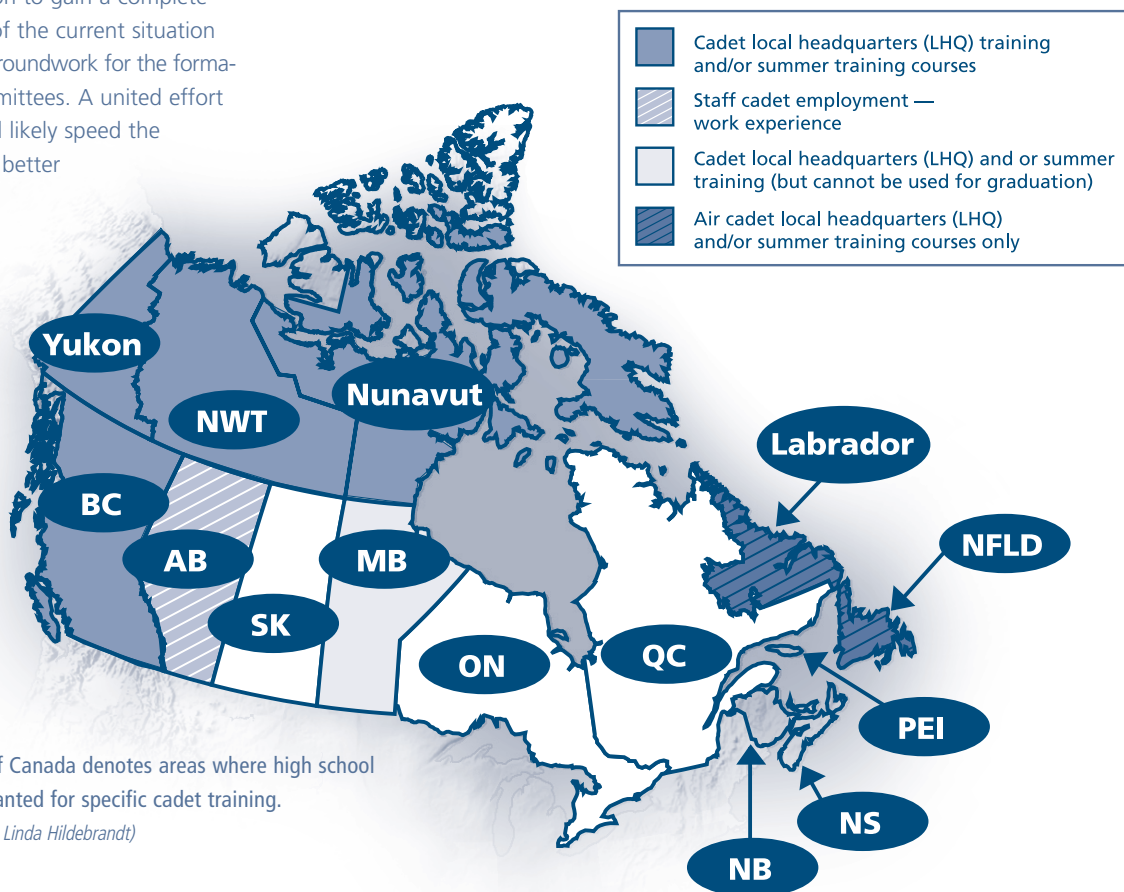 on to gain a complete
of the current situation
roundwork for the forma-
mittees. A united effort
likely speed the
better
Cadet local headquarters (LHQ) training
and/or summer training courses
Staff cadet employment —
work experience
Cadet local headquarters (LHQ) and or summer
training (but cannot be used for graduation)
Air cadet local headquarters (LHQ)
and/or summer training courses only
Yukon
NWT
Nunavut
Labrador
BC
AB
MB
NFLD
SK
ON
QC
PEI
NS
NB
f Canada denotes areas where high school
anted for specific cadet training.
Linda Hildebrandt)